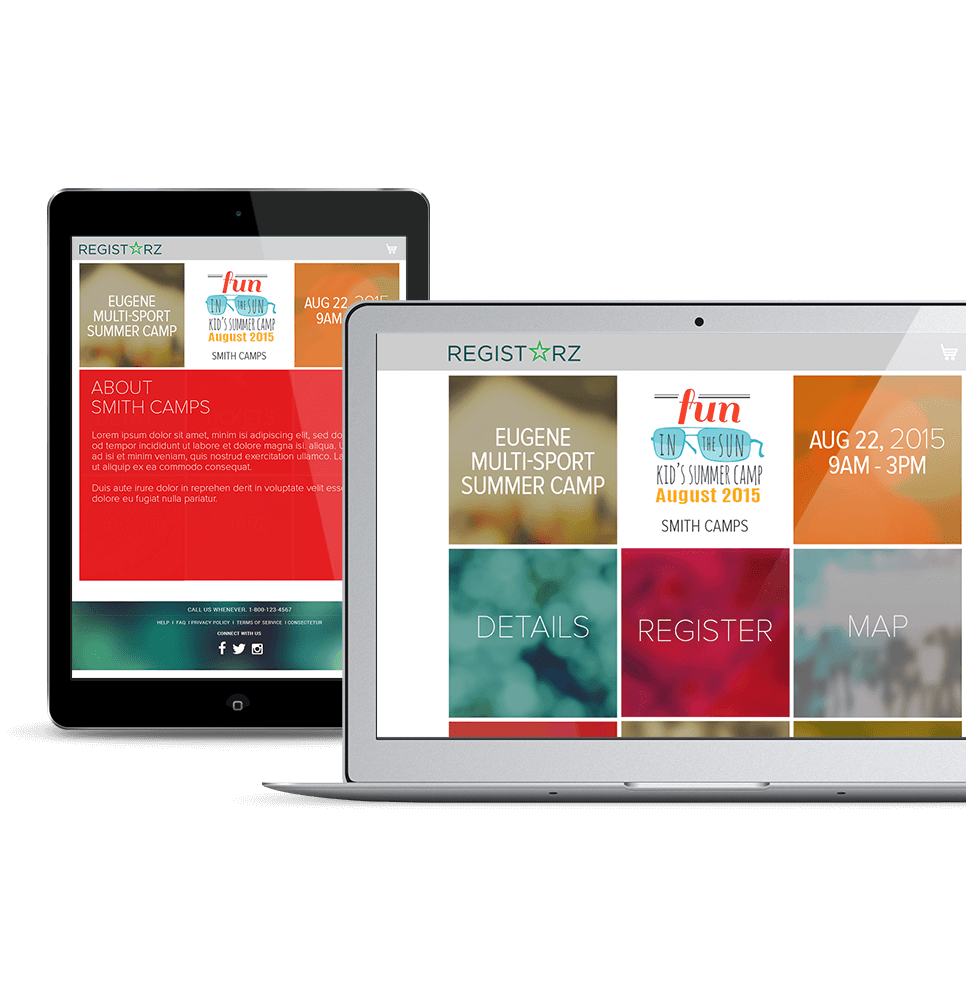 REGIST☆RZ
EUGENE
MULTI-SPORT
SUMMER CAMP
fun
IN THE SUN
KID'S SUMMER CAMP
August 2015
SMITH CAMPS
AUG 22, 2015
9AM
ABOUT
SMITH CAMPS
Lorem ipsum dolor sit amet, minim isi adipiscing elit, sed do
od tempor incididunt ut labore et dolore magna isi. aliqua. U
ad isi et minim veniam, quis nostrud exercitation ullamco. La
ut aliquip ex ea commodo consequat.
Duis aute irure dolor in reprehen derit in voluptate velit esse
dolore eu fugiat nulla pariatur.
CALL US WHENEVER. 1-800-123-4567
HELP | FAQ | PRIVACY POLICY | TERMS OF SERVICE | CONSECTETUR
CONNECT WITH US
REGIST☆RZ
EUGENE
MULTI-SPORT
SUMMER CAMP
fun
IN THE SUN
KID'S SUMMER CAMP
August 2015
SMITH CAMPS
AUG 22, 2015
9AM - 3PM
DETAILS
REGISTER
MAP